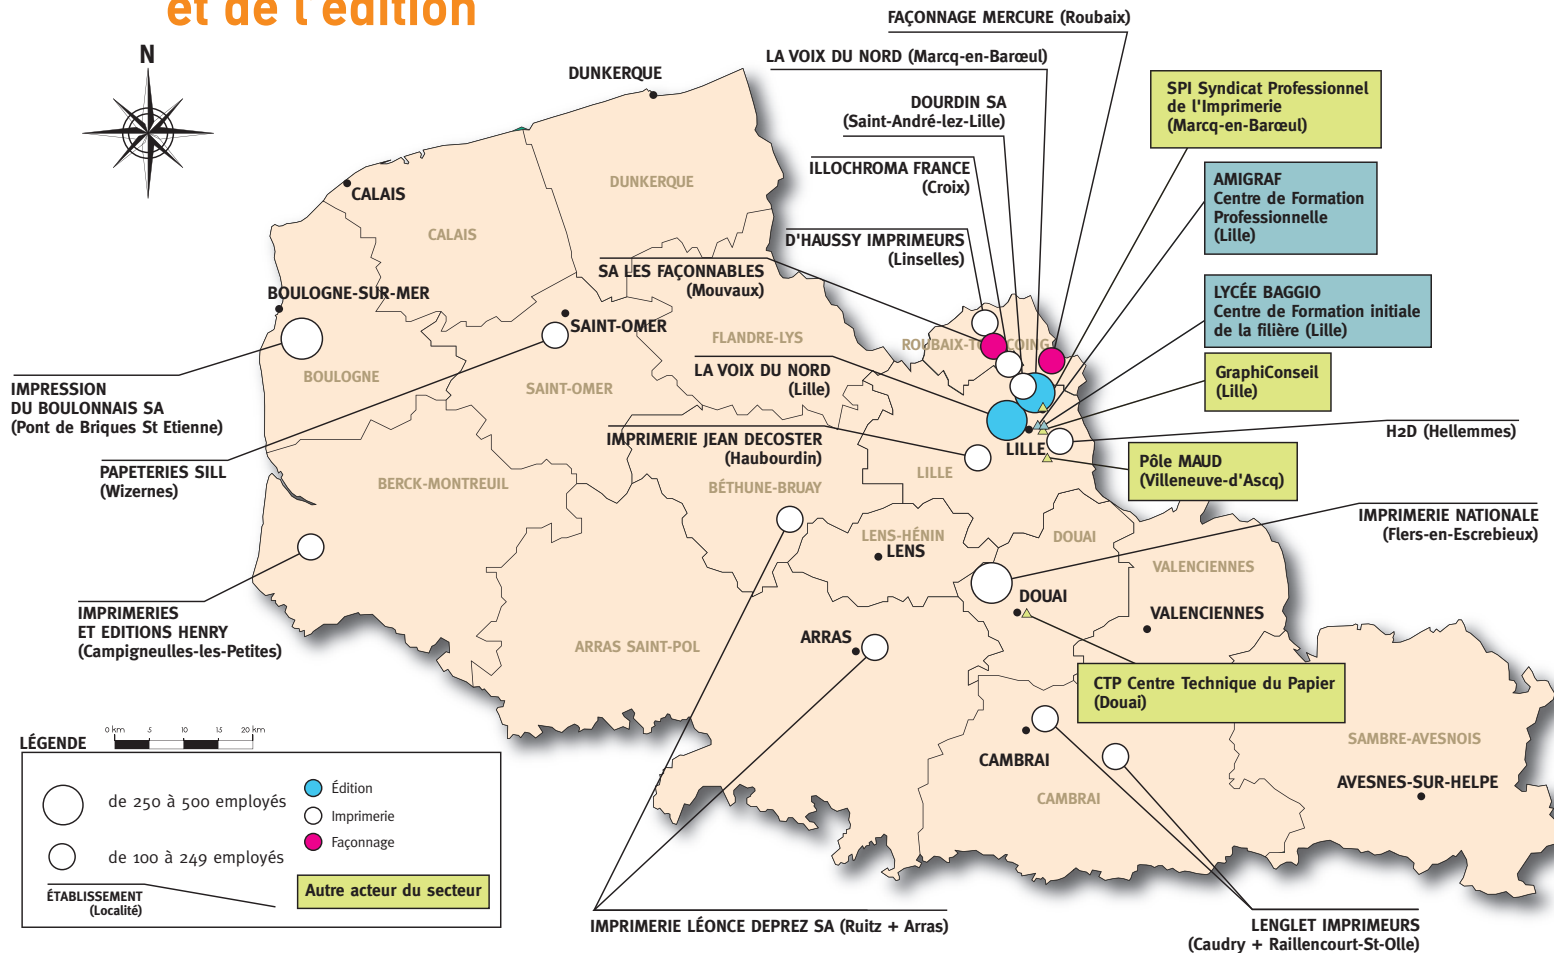 et de l'édition
N
FAÇONNAGE MERCURE (Roubaix)
LA VOIX DU NORD (Marcq-en-Barœul)
DOURDIN SA
(Saint-André-lez-Lille)
ILLOCHROMA FRANCE
(Croix)
D'HAUSSY IMPRIMEURS
(Linselles)
SA LES FAÇONNABLES
(Mouvaux)
LA VOIX DU NORD
(Lille)
IMPRIMERIE JEAN DECOSTER
(Haubourdin)
SPI Syndicat Professionnel
de l'Imprimerie
(Marcq-en-Barœul)
AMIGRAF
Centre de Formation
Professionnelle
(Lille)
LYCÉE BAGGIO
Centre de Formation initiale
de la filière (Lille)
GraphiConseil
(Lille)
H2D (Hellemmes)
Pôle MAUD
(Villeneuve-d'Ascq)
IMPRIMERIE NATIONALE
(Flers-en-Escrebieux)
CTP Centre Technique du Papier
(Douai)
DUNKERQUE
CALAIS
BOULOGNE-SUR-MER
SAINT-OMER
LILLE
LENS
DOUAI
VALENCIENNES
ARRAS
CAMBRAI
AVESNES-SUR-HELPE
DUNKERQUE
CALAIS
BOULOGNE
SAINT-OMER
FLANDRE-LYS
ROUBAIX-TOURCOING
LILLE
BERCK-MONTREUIL
BÉTHUNE-BRUAY
LENS-HÉNIN
DOUAI
VALENCIENNES
ARRAS SAINT-POL
CAMBRAI
SAMBRE-AVESNOIS
IMPRESSION
DU BOULONNAIS SA
(Pont de Briques St Etienne)
PAPETERIES SILL
(Wizernes)
IMPRIMERIES
ET EDITIONS HENRY
(Campigneulles-les-Petites)
IMPRIMERIE LÉONCE DEPREZ SA (Ruitz + Arras)
LENGLET IMPRIMEURS
(Caudry + Raillencourt-St-Olle)
LÉGENDE
0 km 5 10 15 20 km
de 250 à 500 employés
de 100 à 249 employés
ÉTABLISSEMENT
(Localité)
Édition
Imprimerie
Façonnage
Autre acteur du secteur